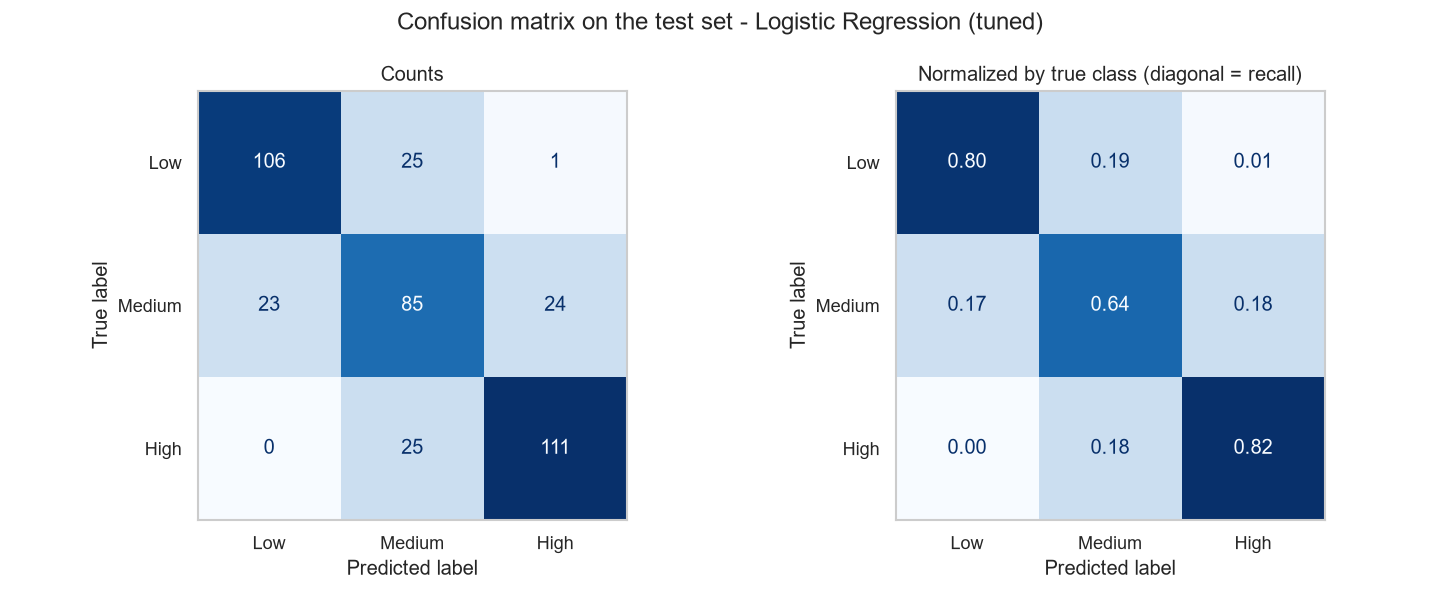 Confusion matrix on the test set - Logistic Regression (tuned)
Counts
True label
Low 106 25 1
Medium 23 85 24
High 0 25 111
Low Medium High
Predicted label
Normalized by true class (diagonal = recall)
True label
Low 0.80 0.19 0.01
Medium 0.17 0.64 0.18
High 0.00 0.18 0.82
Low Medium High
Predicted label